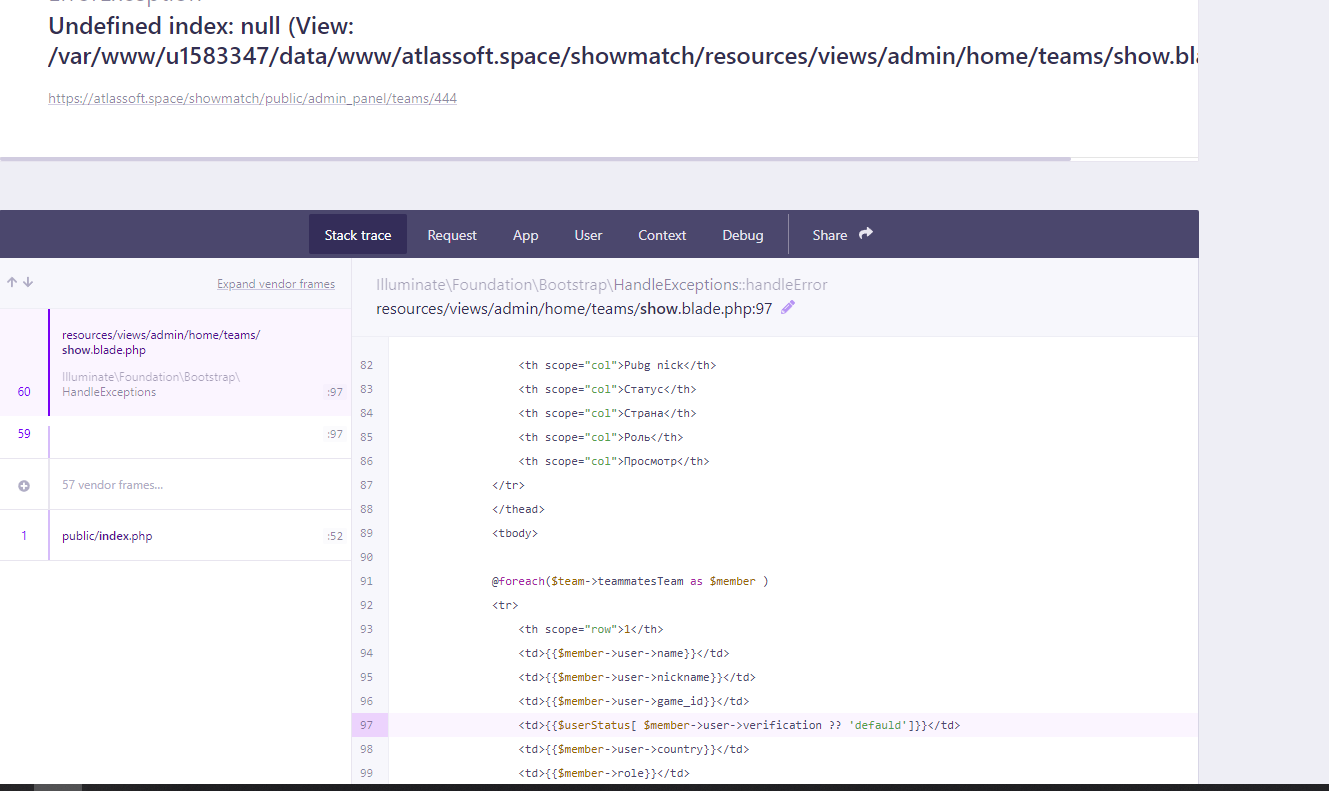 Undefined index: null (View:
/var/www/u1583347/data/www/atlassoft.space/showmatch/resources/views/admin/home/teams/show.bla
https://atlassoft.space/showmatch/public/admin_panel/teams/444
Stack trace Request App User Context Debug Share
Expand vendor frames
Illuminate\Foundation\Bootstrap\HandleExceptions::handleError
resources/views/admin/home/teams/show.blade.php:97
resources/views/admin/home/teams/
show.blade.php
Illuminate\Foundation\Bootstrap\
60 HandleExceptions :97
59 :97
57 vendor frames...
1 public/index.php :52
82 <th scope="col">Pubg nick</th>
83 <th scope="col">Статус</th>
84 <th scope="col">Страна</th>
85 <th scope="col">Роль</th>
86 <th scope="col">Просмотр</th>
87 </tr>
88 </thead>
89 <tbody>
90
91 @foreach($team->teammatesTeam as $member )
92 <tr>
93 <th scope="row">1</th>
94 <td>{{$member->user->name}}</td>
95 <td>{{$member->user->nickname}}</td>
96 <td>{{$member->user->game_id}}</td>
97 <td>{{$userStatus[ $member->user->verification ?? 'defauld']}}</td>
98 <td>{{$member->user->country}}</td>
99 <td>{{$member->role}}</td>